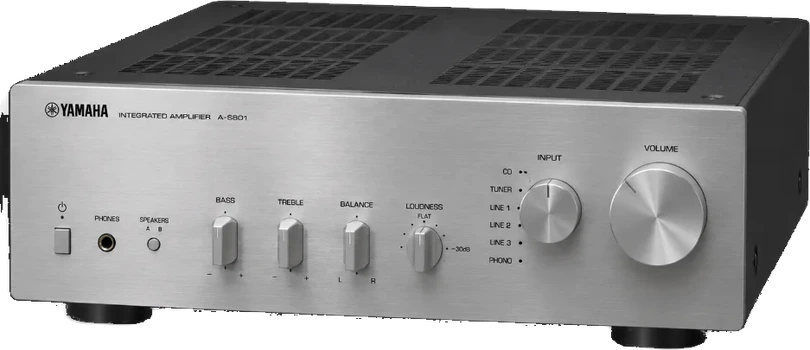 YAMAHA INTEGRATED AMPLIFIER A-S801
VOLUME
INPUT
CD
TUNER
LINE 1
LINE 2
LINE 3
PHONO
BASS
- +
TREBLE
- +
BALANCE
L R
LOUDNESS
FLAT
-30dB
PHONES
SPEAKERS
A B